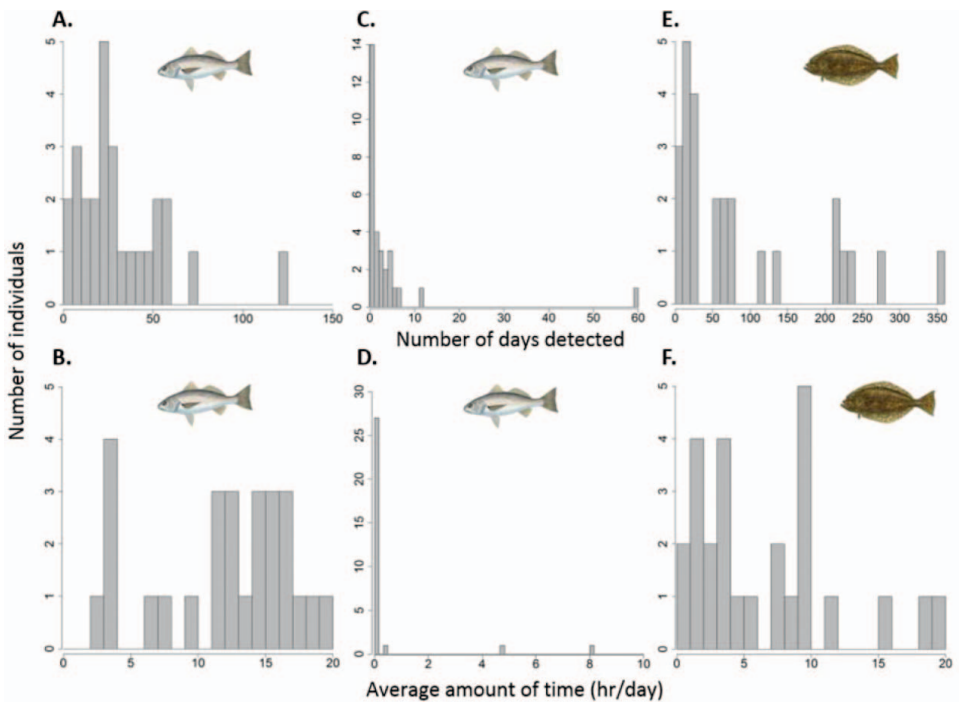 A.
C.
E.
5
4
3
2
1
0
0 50 100 150
14
12
10
8
6
4
2
0
0 10 20 30 40 50 60
5
4
3
2
1
0
0 50 100 150 200 250 300 350
Number of individuals
Number of days detected
B.
D.
F.
5
4
3
2
1
0
0 5 10 15 20
30
25
20
15
10
5
0
0 2 4 6 8 10
5
4
3
2
1
0
0 5 10 15 20
Average amount of time (hr/day)